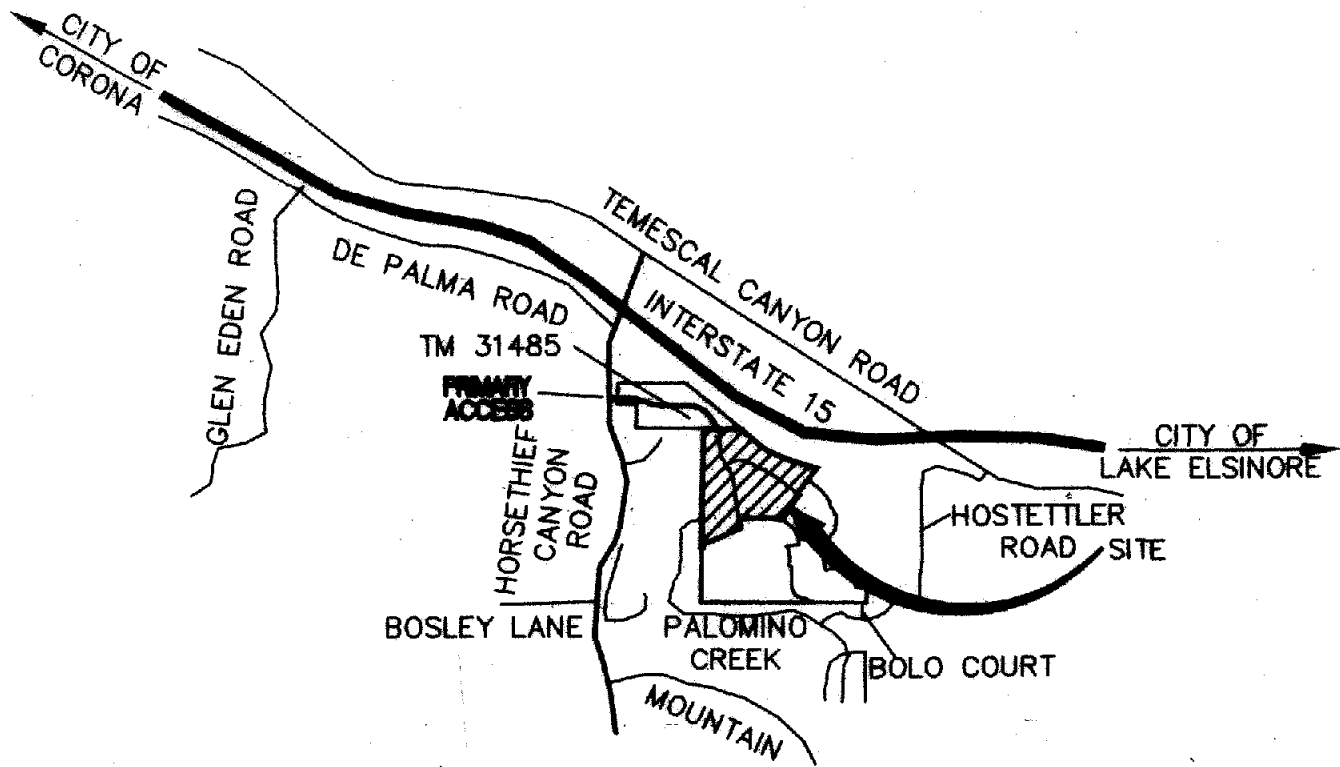 CITY OF
CORONA
TEMESCAL CANYON ROAD
GLEN EDEN ROAD
DE PALMA ROAD
INTERSTATE 15
TM 31485
PRIMARY
ACCESS
CITY OF
LAKE ELSINORE
HORSETHIEF
CANYON
ROAD
HOSTETTLER
ROAD
SITE
BOSLEY LANE
PALOMINO
CREEK
BOLO COURT
MOUNTAIN